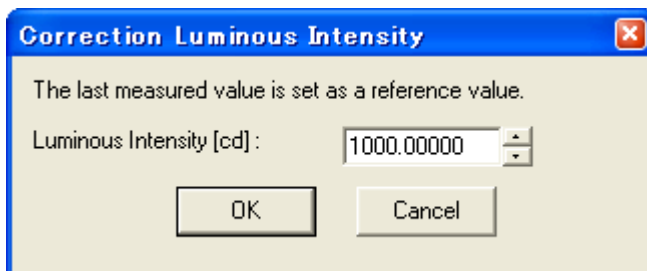 Correction Luminous Intensity
The last measured value is set as a reference value.
Luminous Intensity [cd] : 1000.00000
OK Cancel